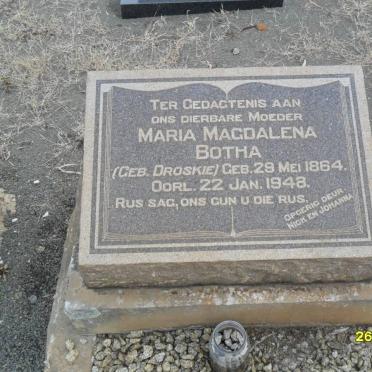 TER GEDAGTENIS AAN
ONS DIERBARE MOEDER
MARIA MAGDALENA
BOTHA
(GEB. DROSKIE) GEB. 29 MEI 1864.
OORL. 22 JAN. 1948.
RUS SAG, ONS GUN U DIE RUS.
OPGERIG DEUR
NICK EN JOHANNA
26